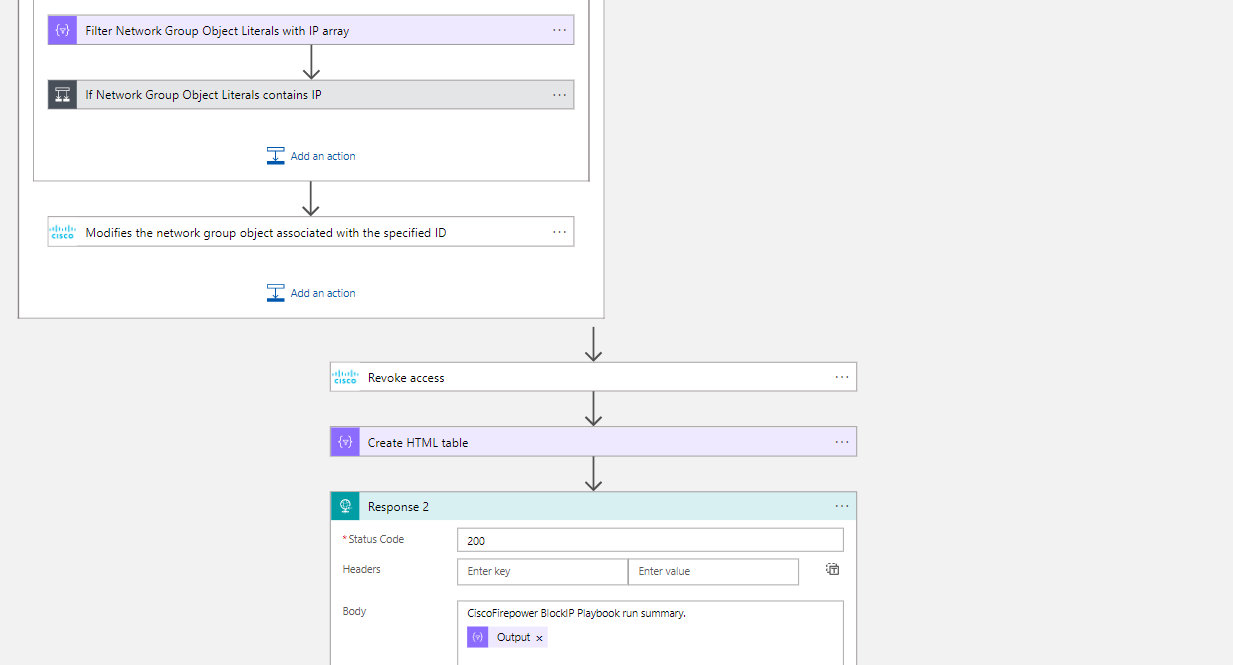 Filter Network Group Object Literals with IP array
If Network Group Object Literals contains IP
Add an action
cisco Modifies the network group object associated with the specified ID
Add an action
cisco Revoke access
Create HTML table
Response 2
* Status Code 200
Headers Enter key Enter value
Body CiscoFirepower BlockIP Playbook run summary.
Output ×